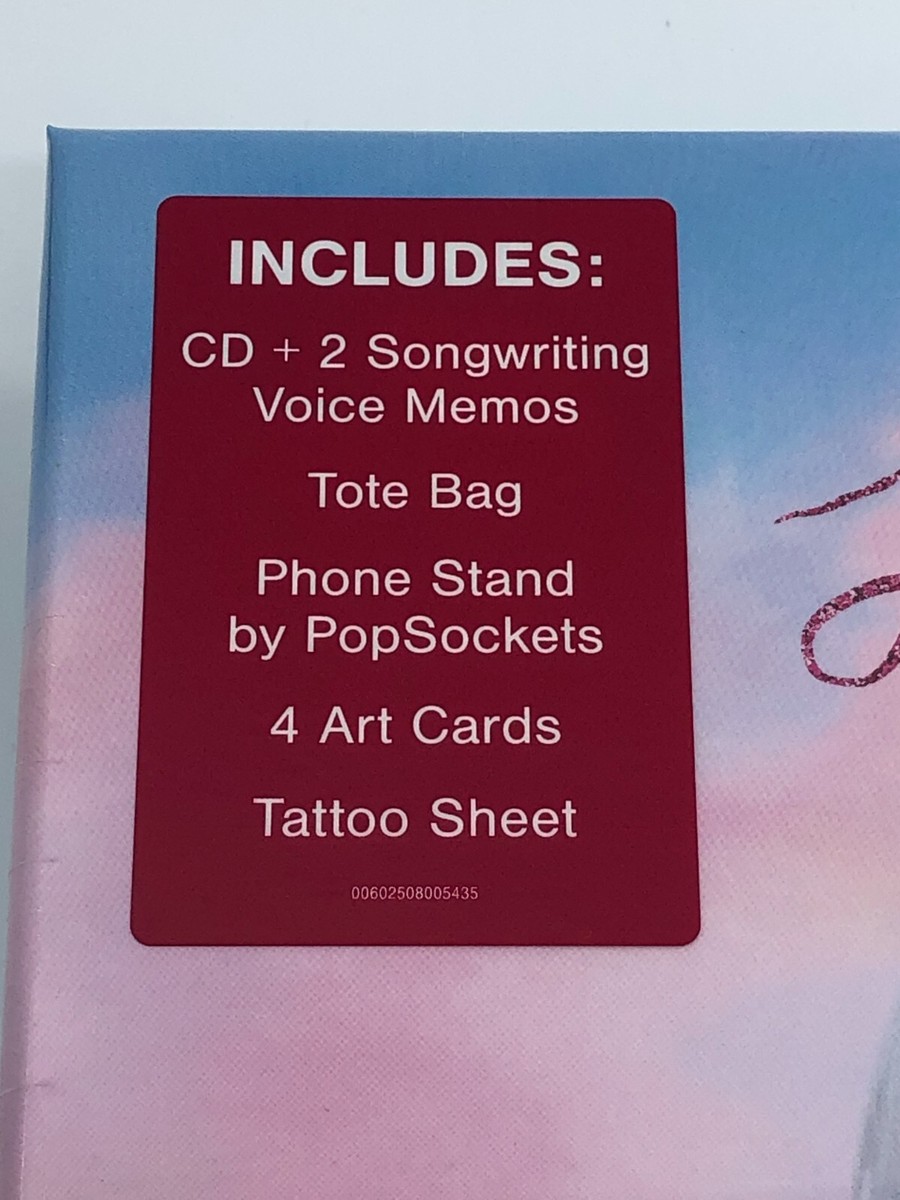 INCLUDES:
CD + 2 Songwriting
Voice Memos
Tote Bag
Phone Stand
by PopSockets
4 Art Cards
Tattoo Sheet
00602508005435